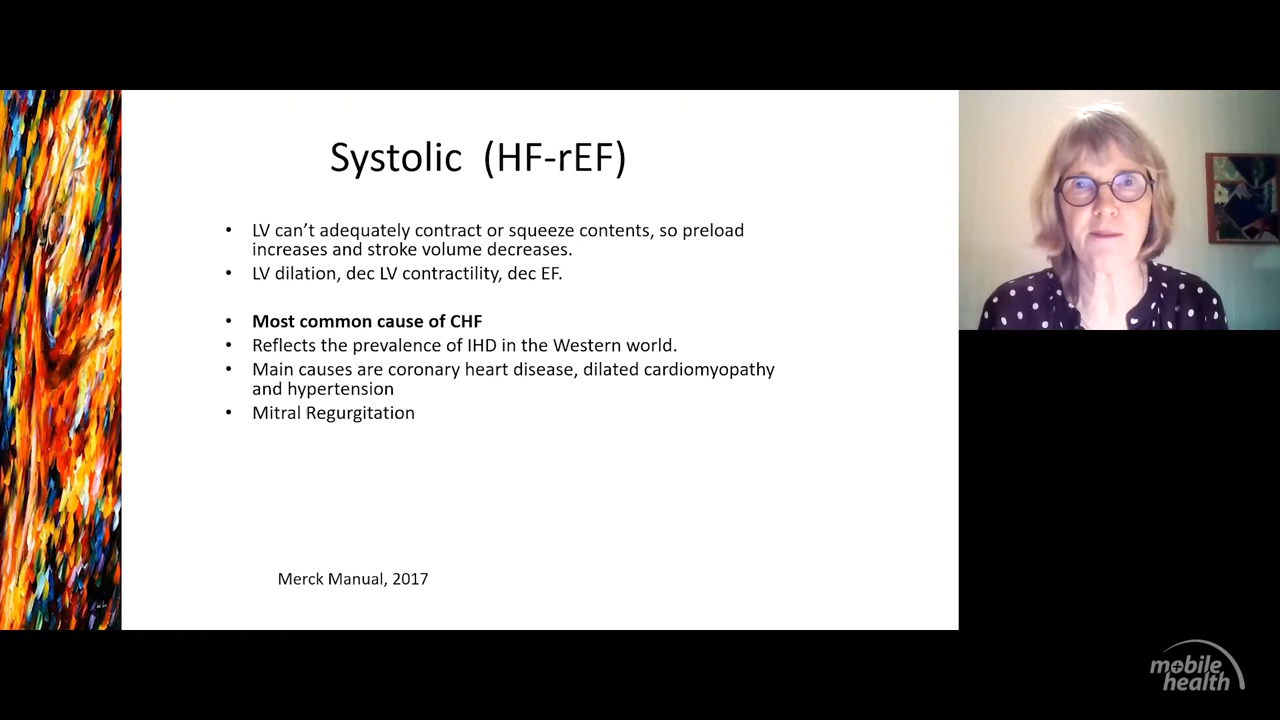 Systolic (HF-rEF)
• LV can’t adequately contract or squeeze contents, so preload
increases and stroke volume decreases.
• LV dilation, dec LV contractility, dec EF.
• Most common cause of CHF
• Reflects the prevalence of IHD in the Western world.
• Main causes are coronary heart disease, dilated cardiomyopathy
and hypertension
• Mitral Regurgitation
Merck Manual, 2017
mobile
health